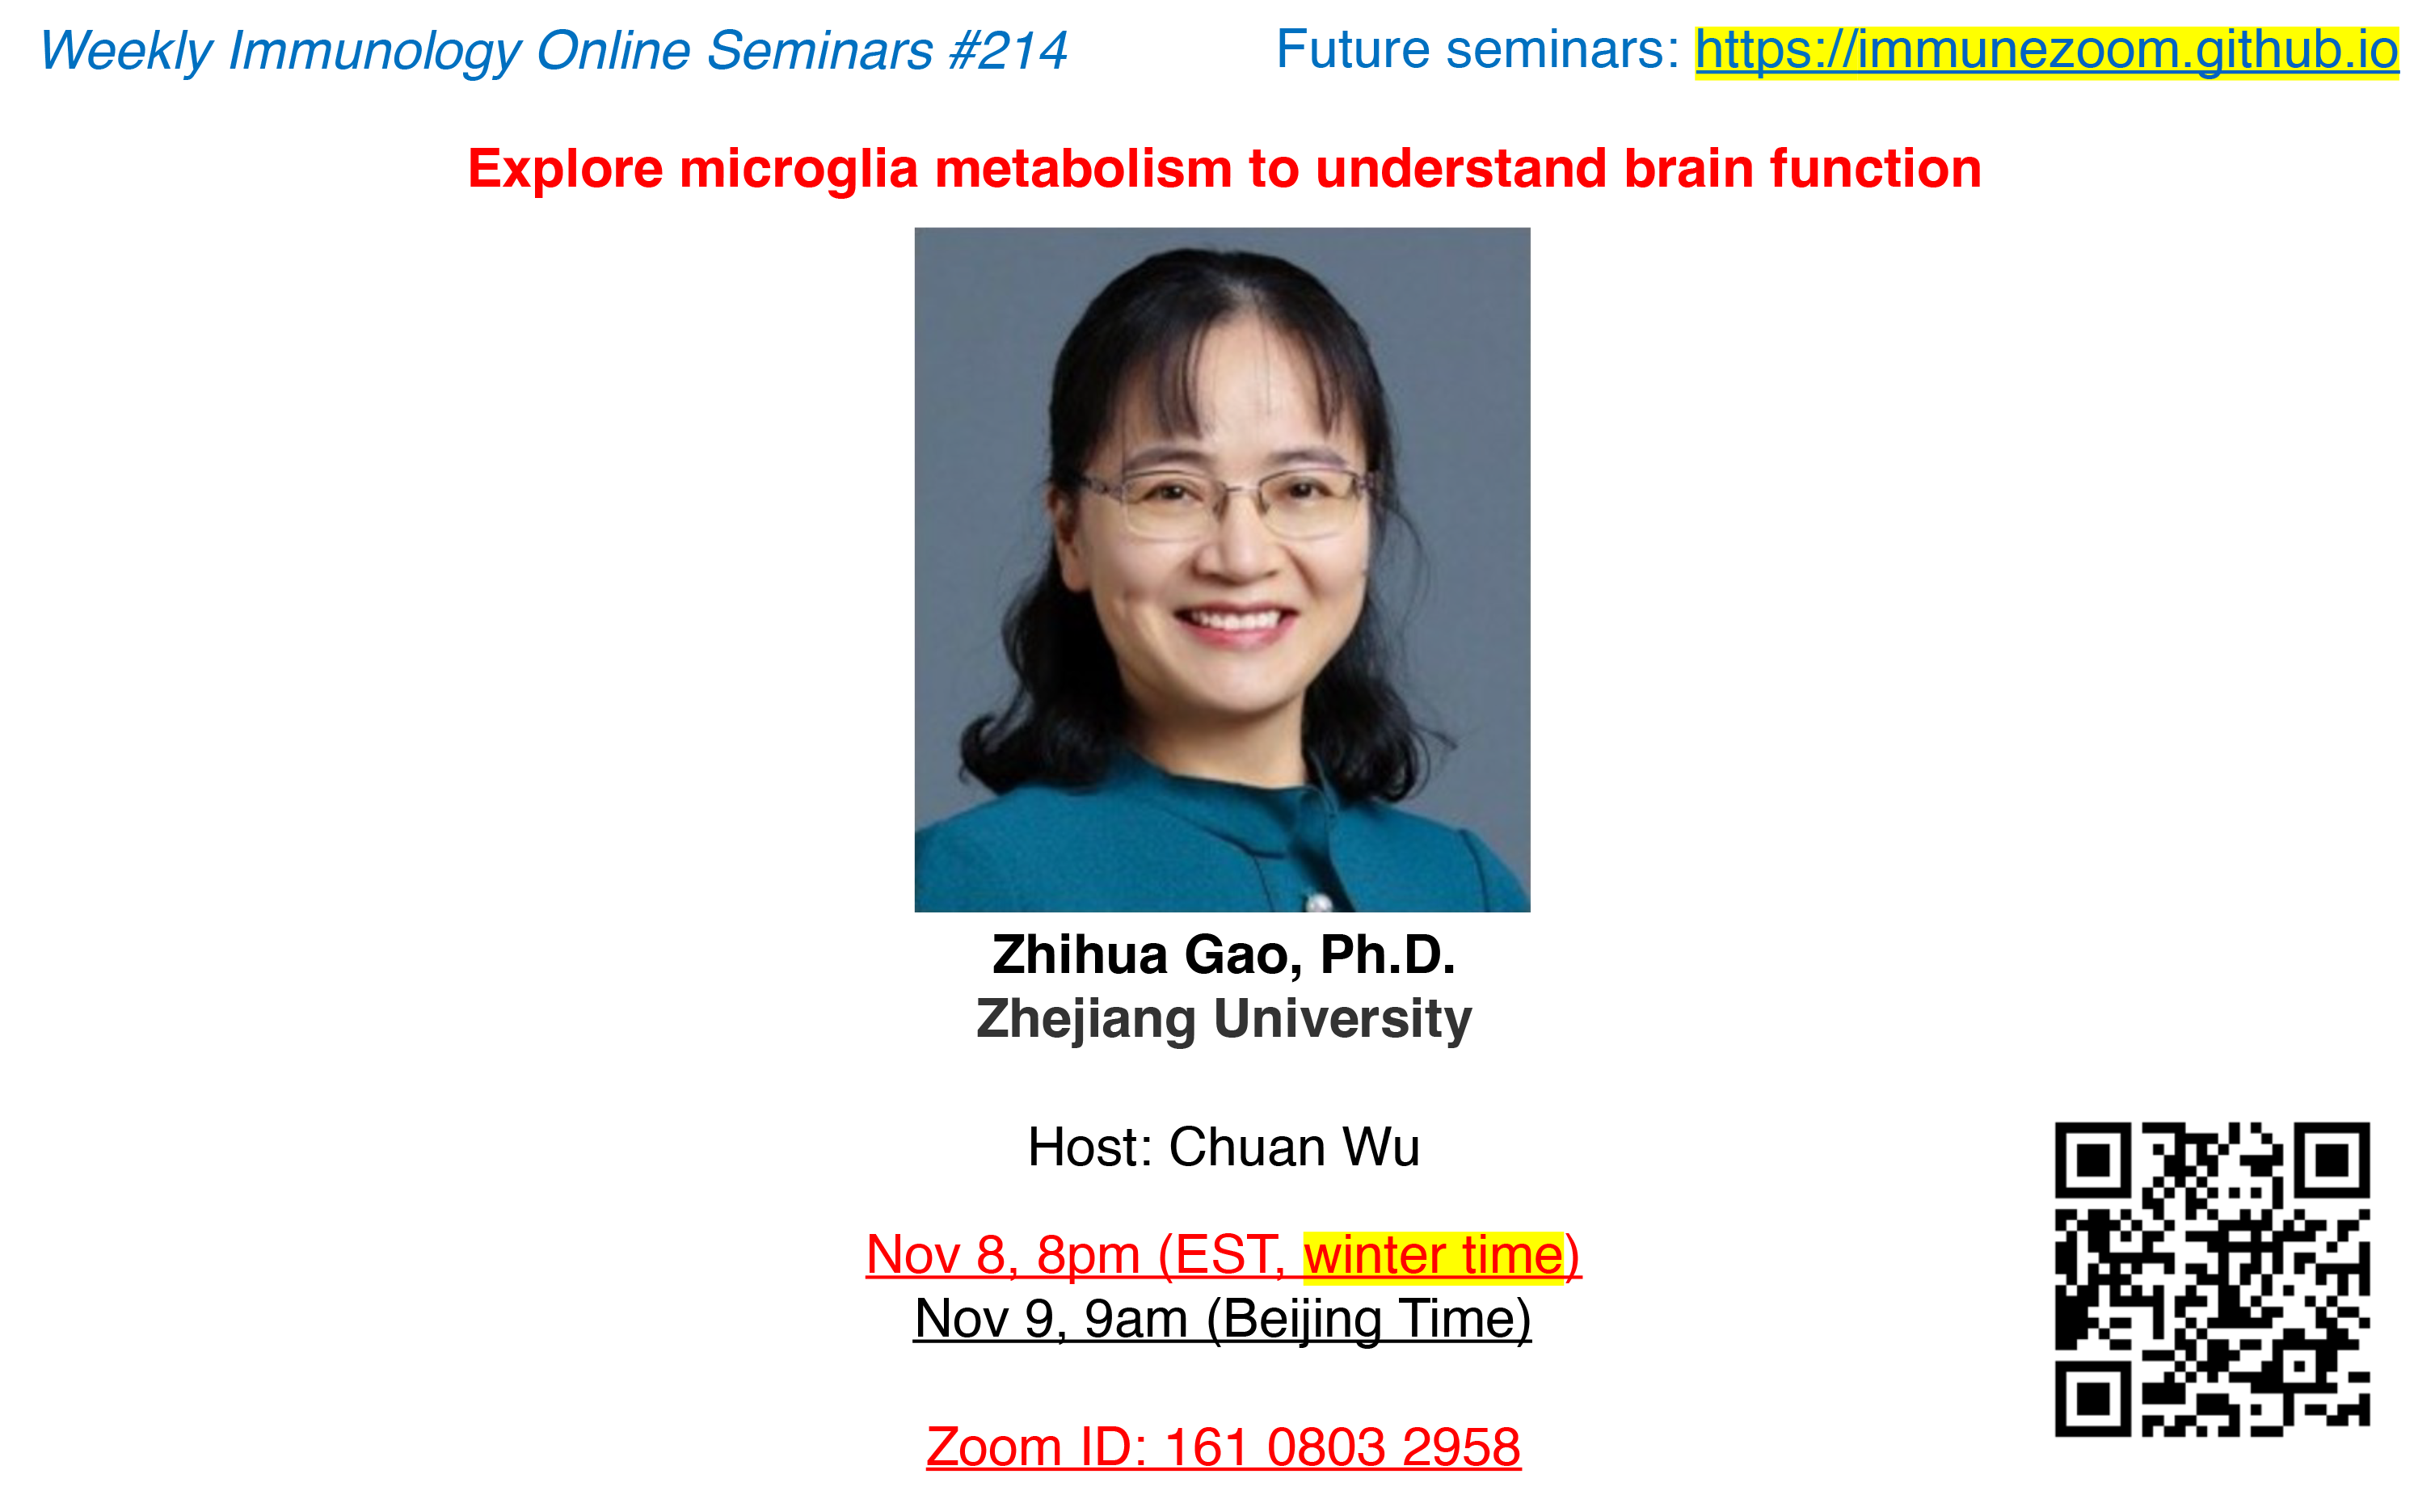 Weekly Immunology Online Seminars #214
Future seminars: https://immunezoom.github.io
Explore microglia metabolism to understand brain function
Zhihua Gao, Ph.D.
Zhejiang University
Host: Chuan Wu
Nov 8, 8pm (EST, winter time)
Nov 9, 9am (Beijing Time)
Zoom ID: 161 0803 2958